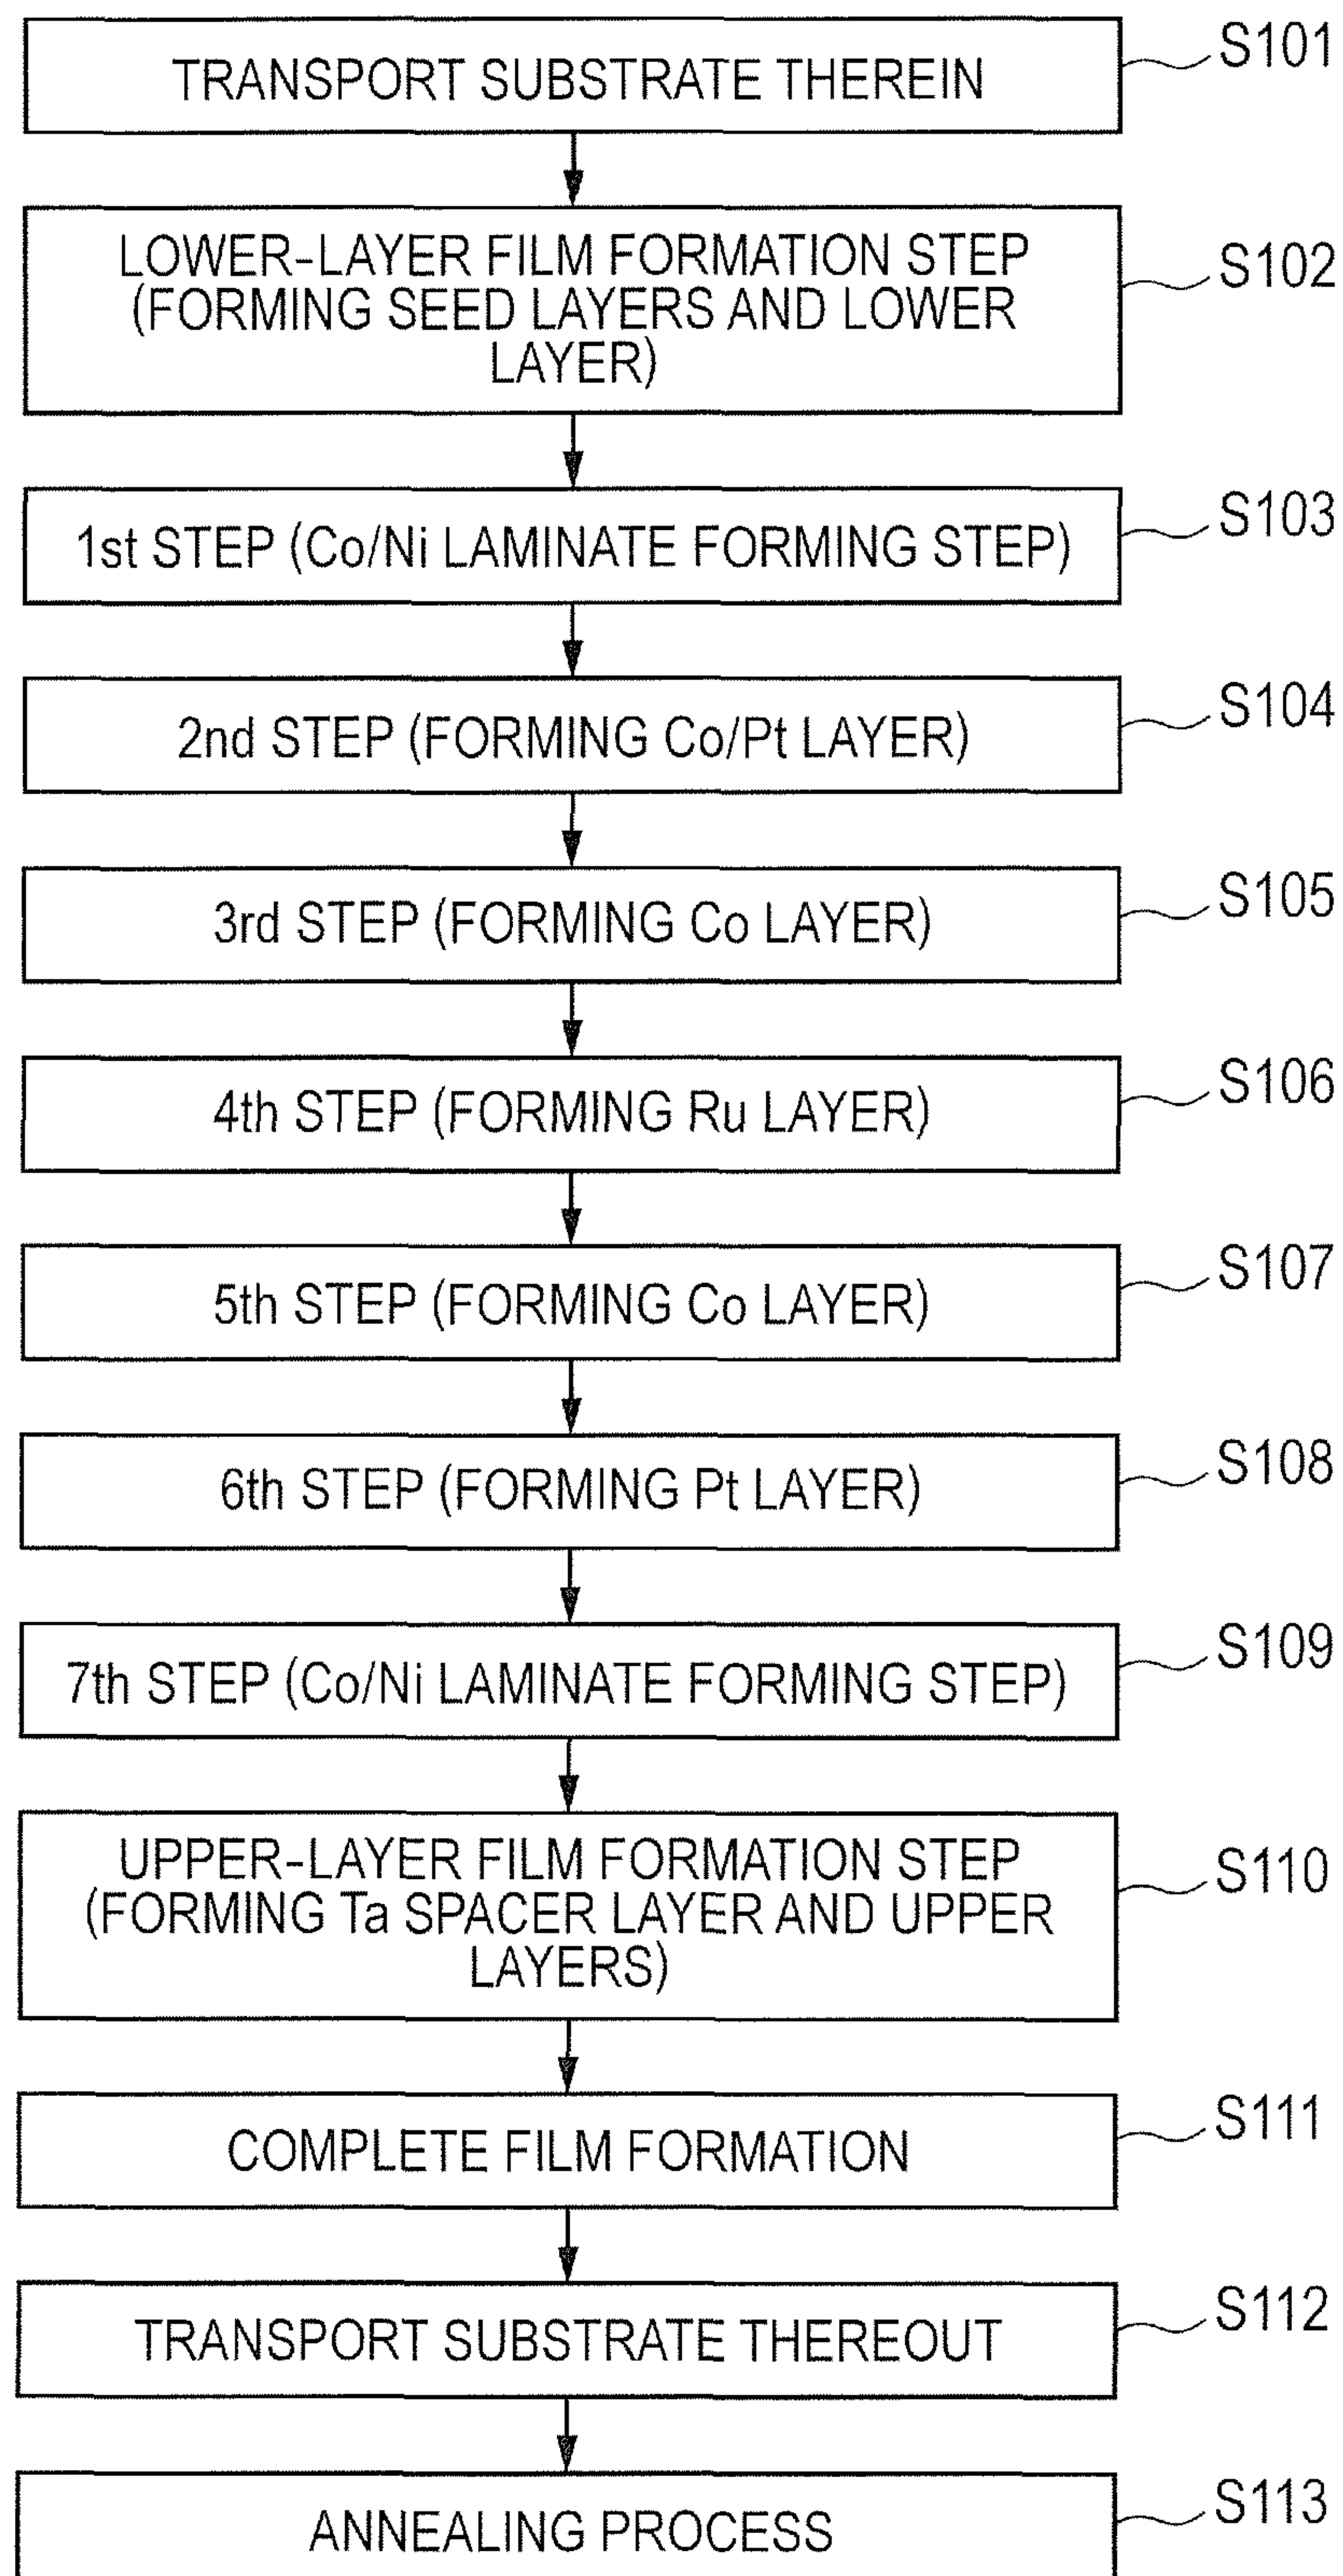 TRANSPORT SUBSTRATE THEREIN
S101
LOWER-LAYER FILM FORMATION STEP
(FORMING SEED LAYERS AND LOWER
LAYER)
S102
1st STEP (Co/Ni LAMINATE FORMING STEP)
S103
2nd STEP (FORMING Co/Pt LAYER)
S104
3rd STEP (FORMING Co LAYER)
S105
4th STEP (FORMING Ru LAYER)
S106
5th STEP (FORMING Co LAYER)
S107
6th STEP (FORMING Pt LAYER)
S108
7th STEP (Co/Ni LAMINATE FORMING STEP)
S109
UPPER-LAYER FILM FORMATION STEP
(FORMING Ta SPACER LAYER AND UPPER
LAYERS)
S110
COMPLETE FILM FORMATION
S111
TRANSPORT SUBSTRATE THEREOUT
S112
ANNEALING PROCESS
S113